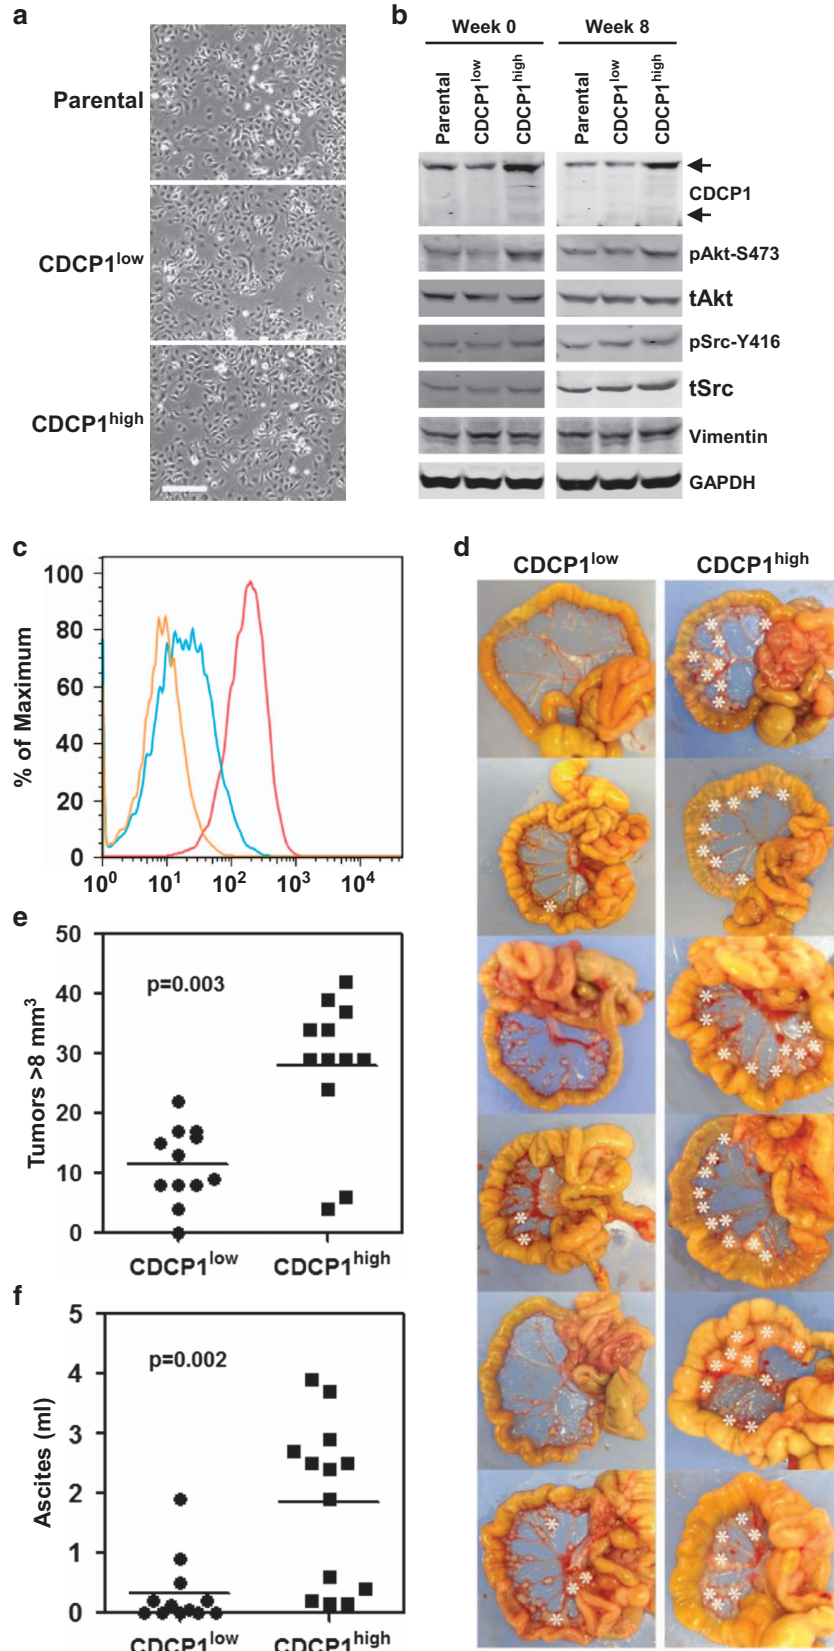 a
Parental
CDCP1low
CDCP1high
b
Week 0
Week 8
Parental
CDCP1low
CDCP1high
Parental
CDCP1low
CDCP1high
CDCP1
pAkt-S473
tAkt
pSrc-Y416
tSrc
Vimentin
GAPDH
c
% of Maximum
100
80
60
40
20
0
10^0 10^1 10^2 10^3 10^4
d
CDCP1low CDCP1high
e
Tumors >8 mm³
50
40
30
20
10
0
p=0.003
CDCP1low CDCP1high
f
Ascites (ml)
5
4
3
2
1
0
p=0.002
CDCP1low CDCP1high